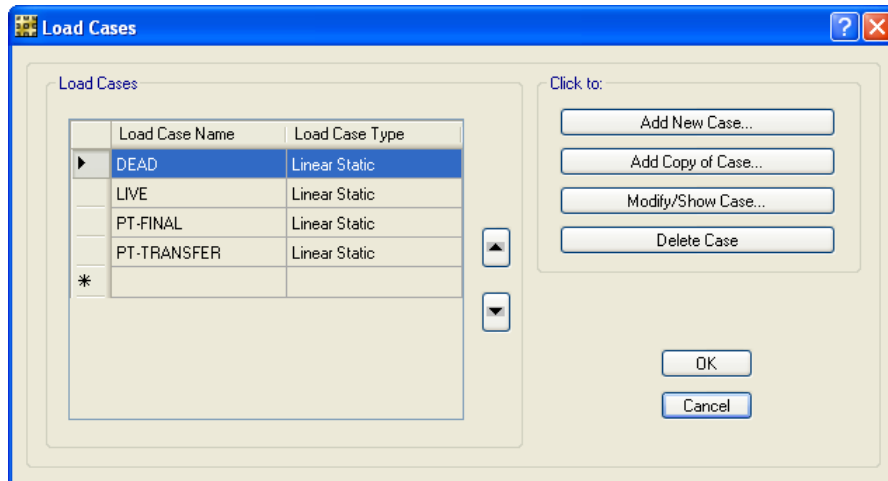 Load Cases
Load Cases
Load Case Name Load Case Type
DEAD Linear Static
LIVE Linear Static
PT-FINAL Linear Static
PT-TRANSFER Linear Static
Click to:
Add New Case...
Add Copy of Case...
Modify/Show Case...
Delete Case
OK
Cancel